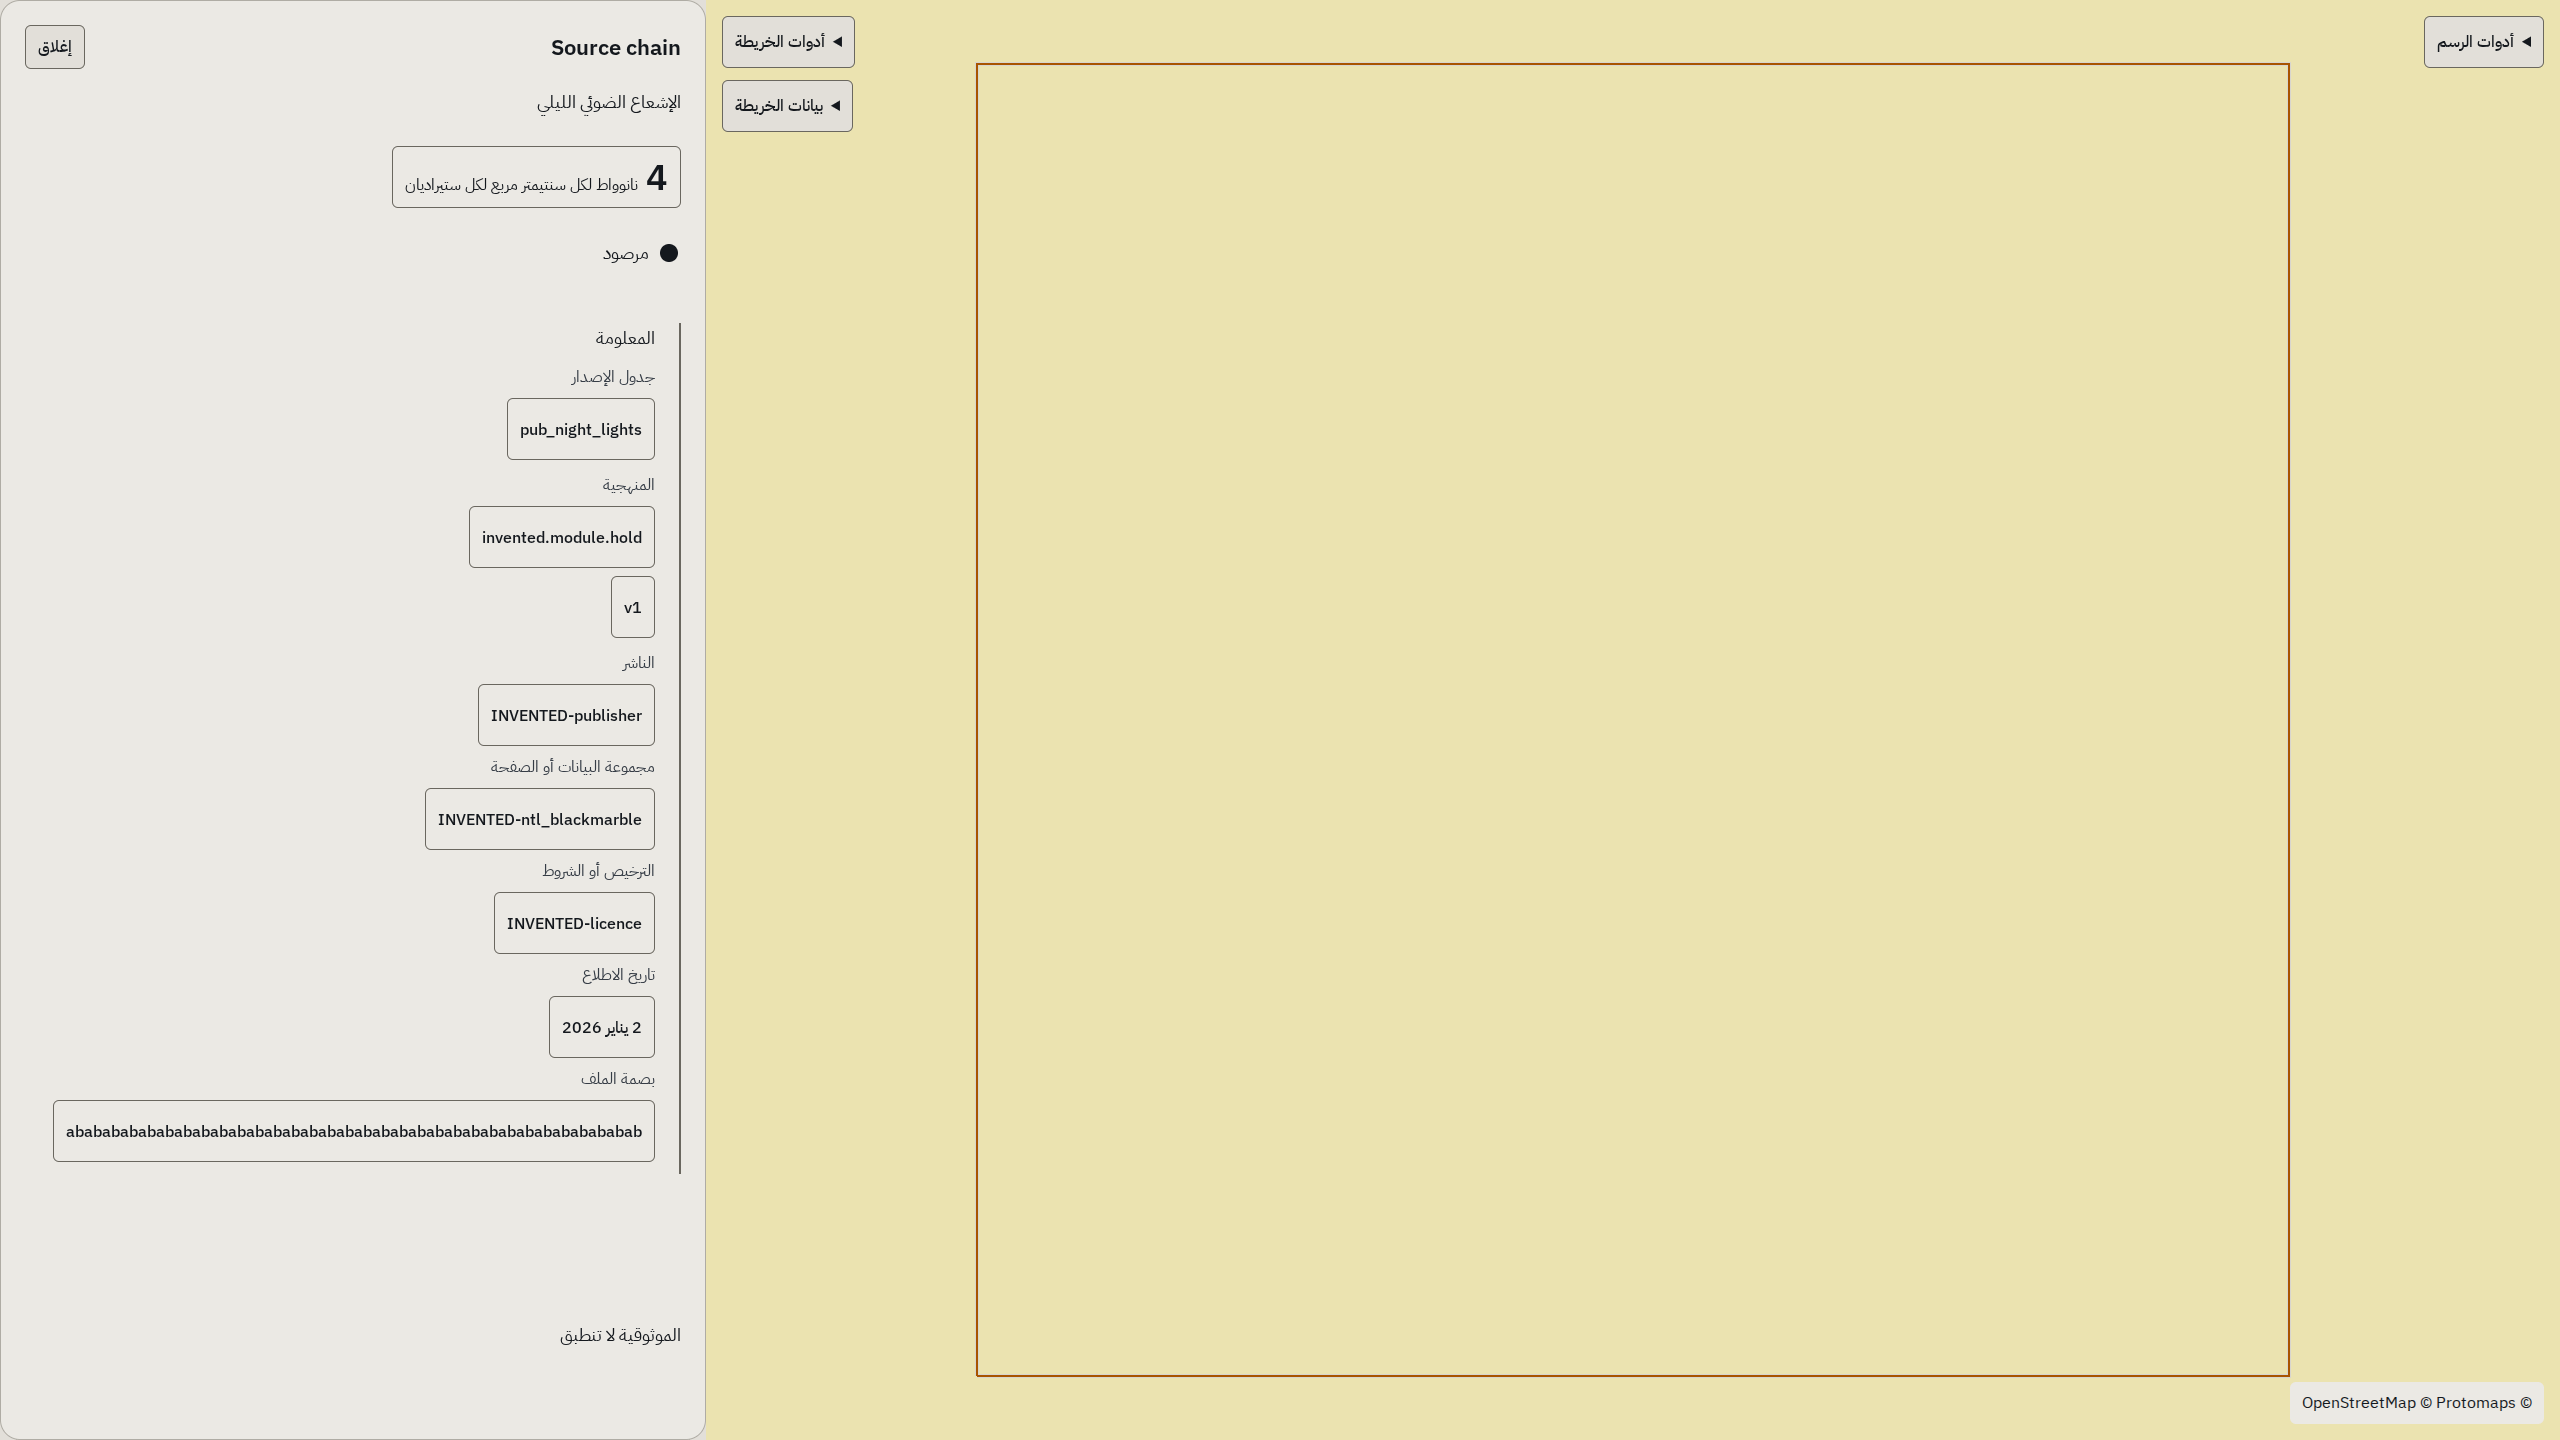 Source chain
إغلاق
الإشعاع الضوئي الليلي
4 نانوواط لكل سنتيمتر مربع لكل ستيراديان
مرصود
المعلومة
جدول الإصدار
pub_night_lights
المنهجية
invented.module.hold
v1
الناشر
INVENTED-publisher
مجموعة البيانات أو الصفحة
INVENTED-ntl_blackmarble
الترخيص أو الشروط
INVENTED-licence
تاريخ الاطلاع
2 يناير 2026
بصمة الملف
abababababababababababababababababababababababababababababababab
الموثوقية لا تنطبق
أدوات الخريطة
بيانات الخريطة
أدوات الرسم
OpenStreetMap © Protomaps ©